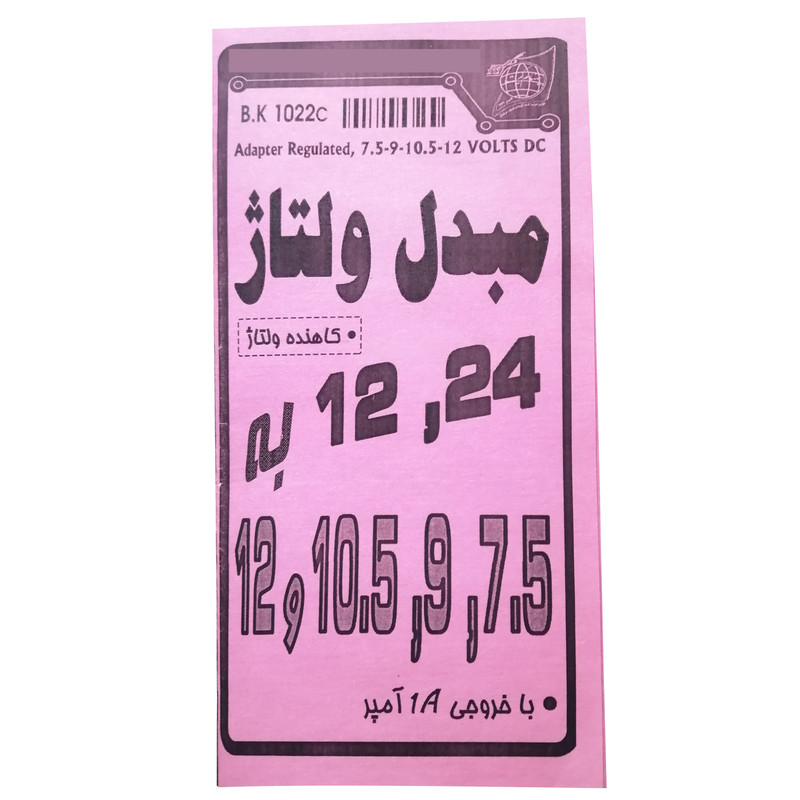 B.K 1022c
Adapter Regulated, 7.5-9-10.5-12 VOLTS DC
مبدل ولتاژ
• کاهنده ولتاژ
24, 12 به
7.5, 9, 10.5 و 12
• با خروجی 1A آمپر